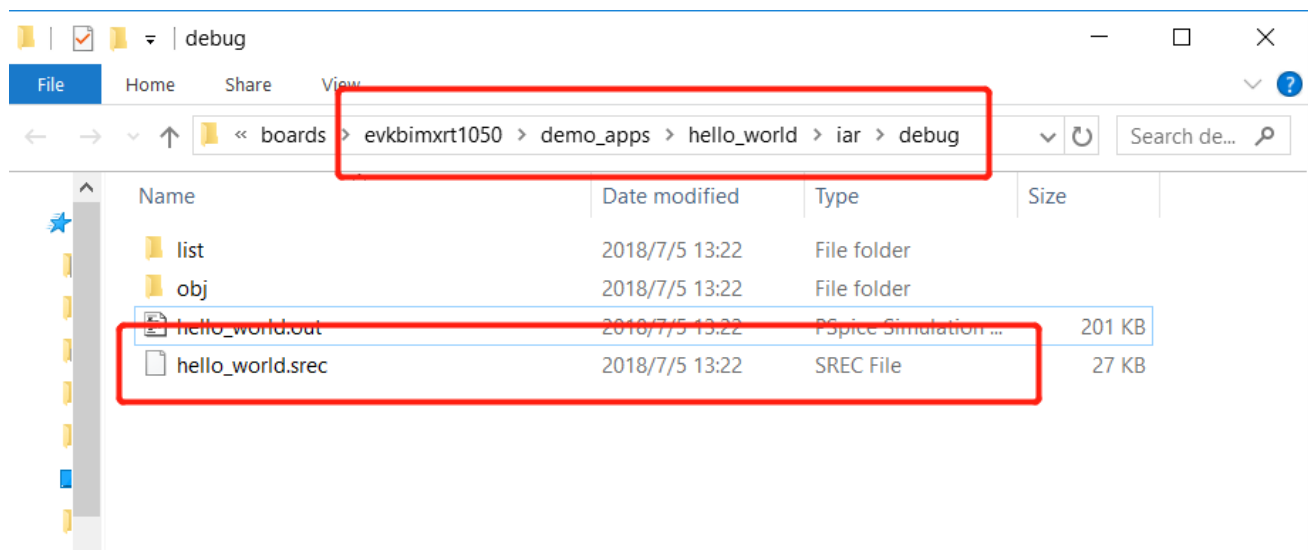 debug
File Home Share View
« boards > evkbimxrt1050 > demo_apps > hello_world > iar > debug Search de...
Name Date modified Type Size
list 2018/7/5 13:22 File folder
obj 2018/7/5 13:22 File folder
hello_world.out 2018/7/5 13:22 PSpice Simulation ... 201 KB
hello_world.srec 2018/7/5 13:22 SREC File 27 KB